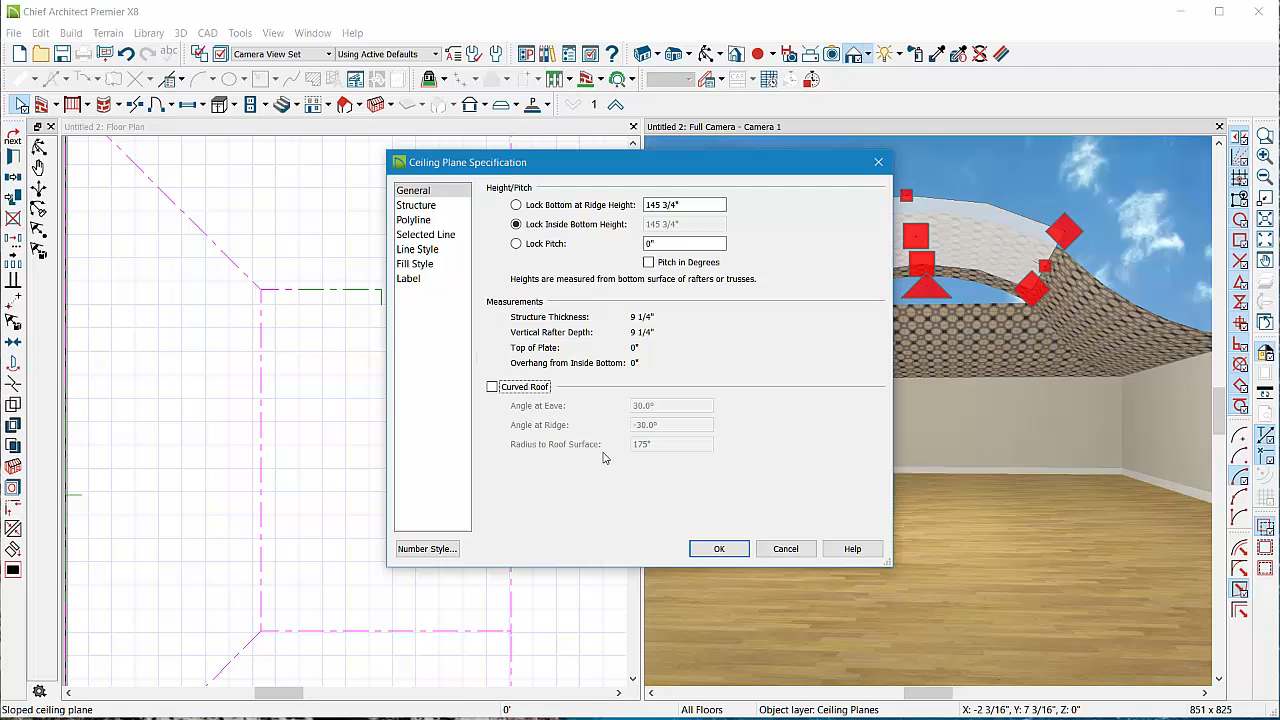 Chief Architect Premier X8
File Edit Build Terrain Library 3D CAD Tools View Window Help
Camera View Set Using Active Defaults
1
Untitled 2: Floor Plan
Untitled 2: Full Camera - Camera 1
next
Ceiling Plane Specification
General
Structure
Polyline
Selected Line
Line Style
Fill Style
Label
Height/Pitch
Lock Bottom at Ridge Height: 145 3/4"
Lock Inside Bottom Height: 145 3/4"
Lock Pitch: 0"
Pitch in Degrees
Heights are measured from bottom surface of rafters or trusses.
Measurements
Structure Thickness: 9 1/4"
Vertical Rafter Depth: 9 1/4"
Top of Plate: 0"
Overhang from Inside Bottom: 0"
Curved Roof
Angle at Eave: 30.0°
Angle at Ridge: -30.0°
Radius to Roof Surface: 175"
Number Style... OK Cancel Help
Sloped ceiling plane 0" All Floors Object layer: Ceiling Planes X: -2 3/16", Y: 7 3/16", Z: 0" 851 x 825